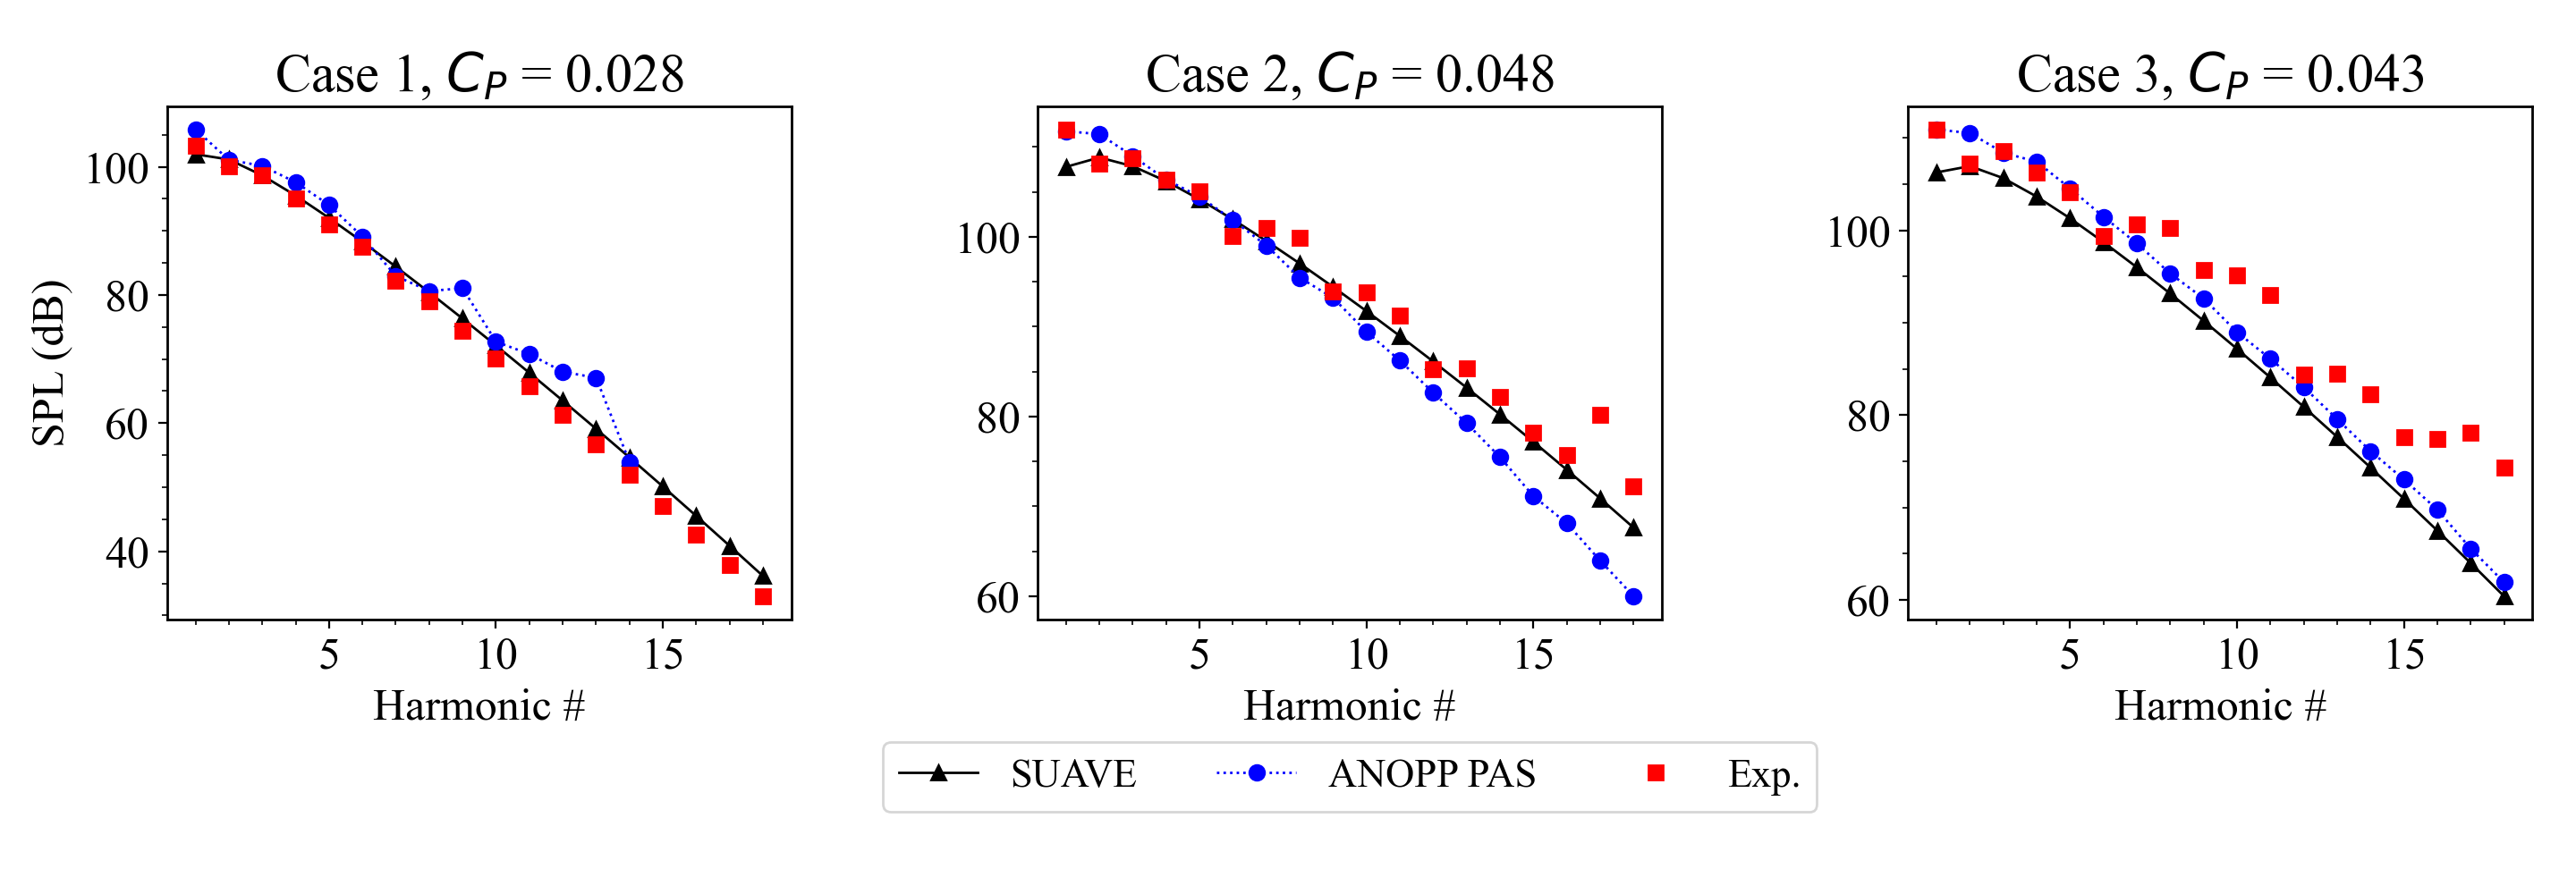 Case 1, C_P = 0.028
Case 2, C_P = 0.048
Case 3, C_P = 0.043
SPL (dB)
100
80
60
40
5 10 15
Harmonic #
100
80
60
5 10 15
Harmonic #
100
80
60
5 10 15
Harmonic #
SUAVE ANOPP PAS Exp.